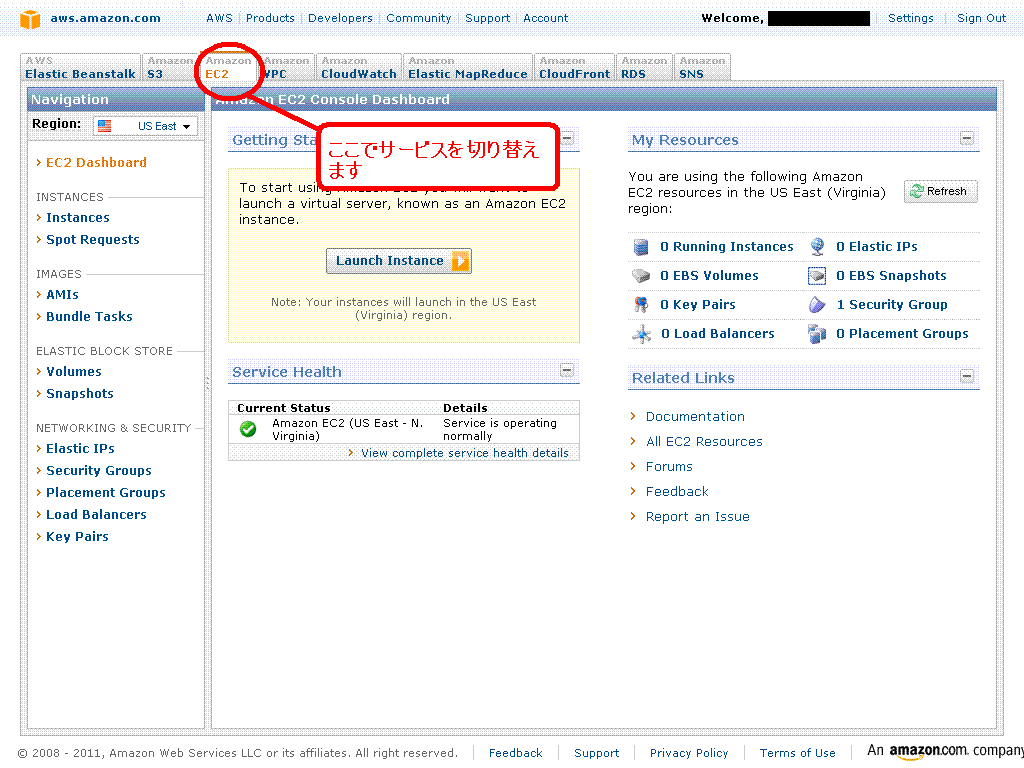 aws.amazon.com
AWS | Products | Developers | Community | Support | Account
Welcome,
Settings | Sign Out
AWS Elastic Beanstalk
Amazon S3
Amazon EC2
Amazon VPC
Amazon CloudWatch
Amazon Elastic MapReduce
Amazon CloudFront
Amazon RDS
Amazon SNS
Navigation
Region: US East
EC2 Dashboard
INSTANCES
Instances
Spot Requests
IMAGES
AMIs
Bundle Tasks
ELASTIC BLOCK STORE
Volumes
Snapshots
NETWORKING & SECURITY
Elastic IPs
Security Groups
Placement Groups
Load Balancers
Key Pairs
Amazon EC2 Console Dashboard
ここでサービスを切り替え
ます
Getting Sta
To start using Amazon EC2 you will want to
launch a virtual server, known as an Amazon EC2
instance.
Launch Instance
Note: Your instances will launch in the US East
(Virginia) region.
Service Health
Current Status Details
Amazon EC2 (US East - N. Virginia) Service is operating normally
View complete service health details
My Resources
You are using the following Amazon
EC2 resources in the US East (Virginia)
region:
Refresh
0 Running Instances 0 Elastic IPs
0 EBS Volumes 0 EBS Snapshots
0 Key Pairs 1 Security Group
0 Load Balancers 0 Placement Groups
Related Links
Documentation
All EC2 Resources
Forums
Feedback
Report an Issue
© 2008 - 2011, Amazon Web Services LLC or its affiliates. All right reserved. | Feedback | Support | Privacy Policy | Terms of Use | An amazon.com. company